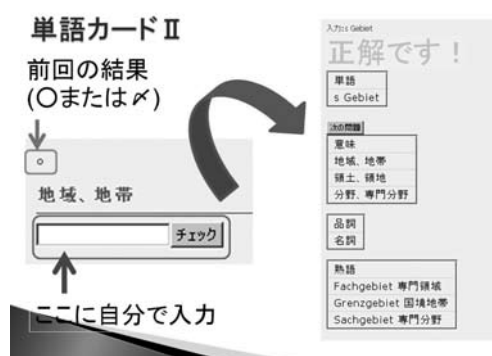 単語カードⅡ
前回の結果
(〇または〆)
地域、地帯
チェック
ここに自分で入力
入力:s Gebiet
正解です！
単語
s Gebiet
次の問題
意味
地域、地帯
領土、領地
分野、専門分野
品詞
名詞
熟語
Fachgebiet 専門領域
Grenzgebiet 国境地帯
Sachgebiet 専門分野